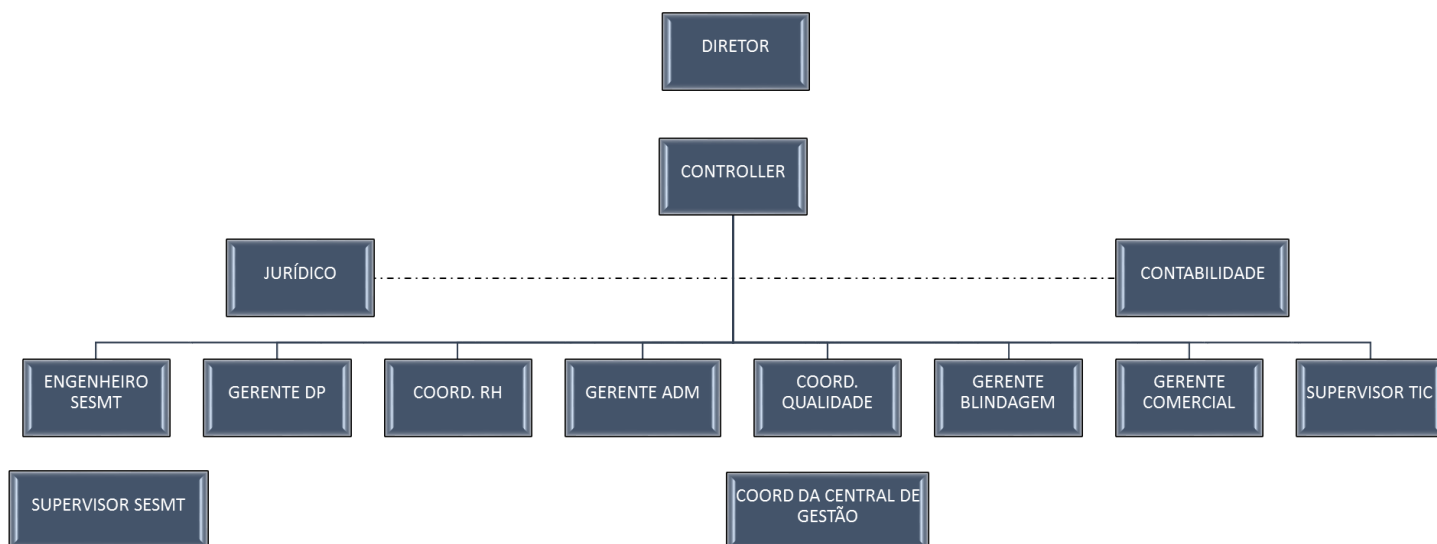 DIRETOR
CONTROLLER
JURÍDICO
CONTABILIDADE
ENGENHEIRO
SESMT
GERENTE DP
COORD. RH
GERENTE ADM
COORD.
QUALIDADE
GERENTE
BLINDAGEM
GERENTE
COMERCIAL
SUPERVISOR TIC
SUPERVISOR SESMT
COORD DA CENTRAL DE
GESTÃO